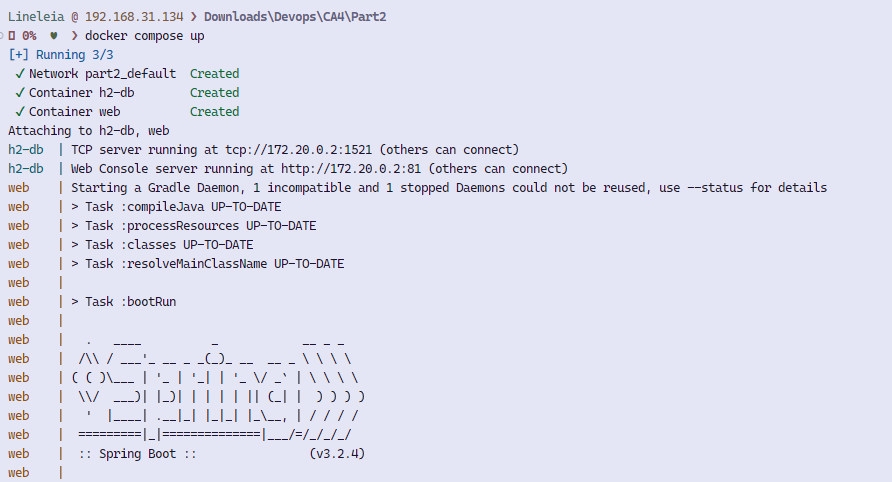 Lineleia @ 192.168.31.134 ❯ Downloads\Devops\CA4\Part2
0% ♥ ❯ docker compose up
[+] Running 3/3
 ✓ Network part2_default  Created
 ✓ Container h2-db        Created
 ✓ Container web          Created
Attaching to h2-db, web
h2-db  | TCP server running at tcp://172.20.0.2:1521 (others can connect)
h2-db  | Web Console server running at http://172.20.0.2:81 (others can connect)
web    | Starting a Gradle Daemon, 1 incompatible and 1 stopped Daemons could not be reused, use --status for details
web    | > Task :compileJava UP-TO-DATE
web    | > Task :processResources UP-TO-DATE
web    | > Task :classes UP-TO-DATE
web    | > Task :resolveMainClassName UP-TO-DATE
web    |
web    | > Task :bootRun
web    |
web    |   .   ____          _            __ _ _
web    |  /\\ / ___'_ __ _ _(_)_ __  __ _ \ \ \ \
web    | ( ( )\___ | '_ | '_| | '_ \/ _` | \ \ \ \
web    |  \\/  ___)| |_)| | | | | || (_| |  ) ) ) )
web    |   '  |____| .__|_| |_|_| |_\__, | / / / /
web    |  =========|_|==============|___/=/_/_/_/
web    |  :: Spring Boot ::                (v3.2.4)
web    |